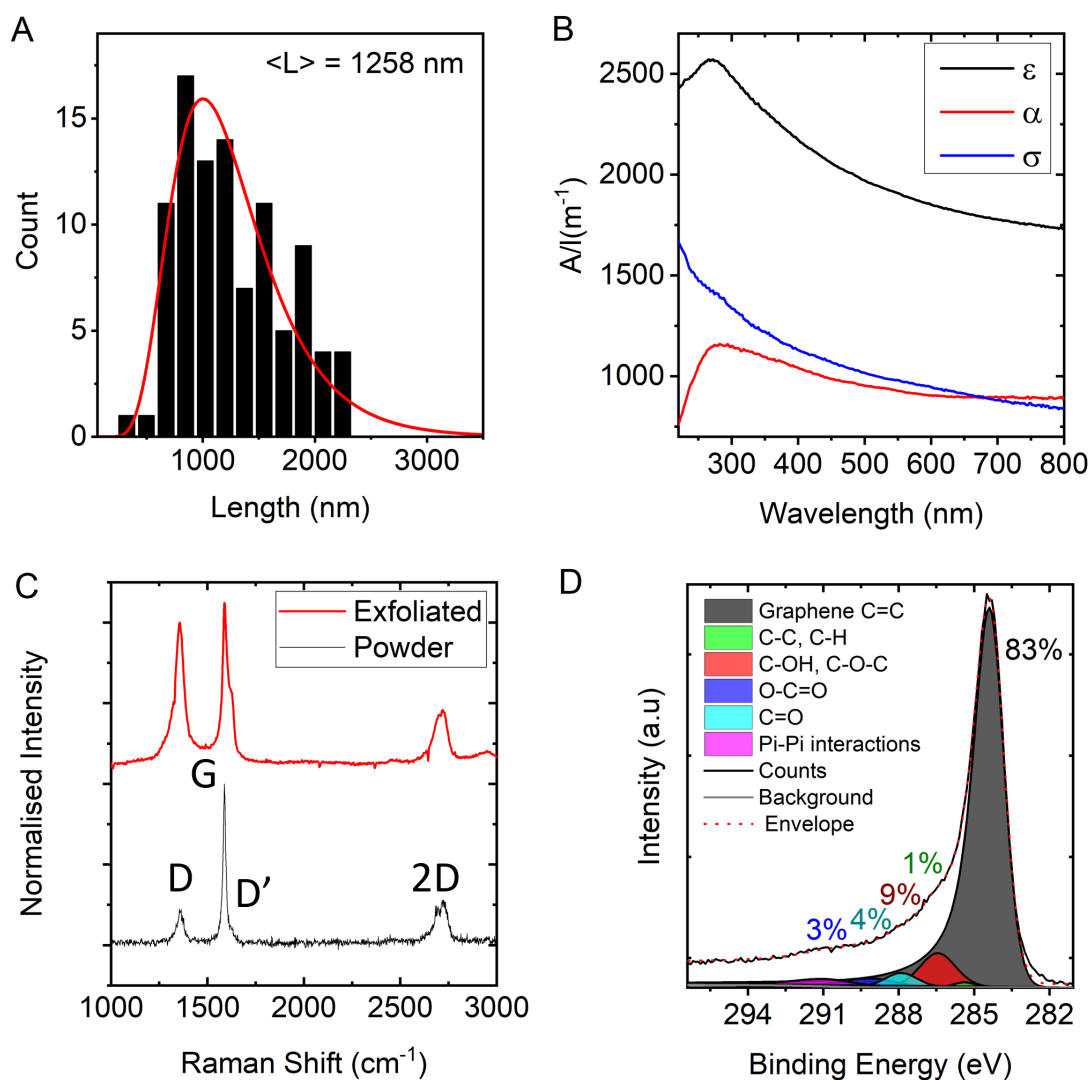 A
<L> = 1258 nm
15
10
5
0
Count
1000
2000
3000
Length (nm)
B
ε
α
σ
2500
2000
1500
1000
A/l(m⁻¹)
300
400
500
600
700
800
Wavelength (nm)
C
Exfoliated
Powder
G
D
D’
2D
Normalised Intensity
1000
1500
2000
2500
3000
Raman Shift (cm⁻¹)
D
Graphene C=C
C-C, C-H
C-OH, C-O-C
O-C=O
C=O
Pi-Pi interactions
Counts
Background
Envelope
83%
1%
9%
4%
3%
Intensity (a.u)
294
291
288
285
282
Binding Energy (eV)